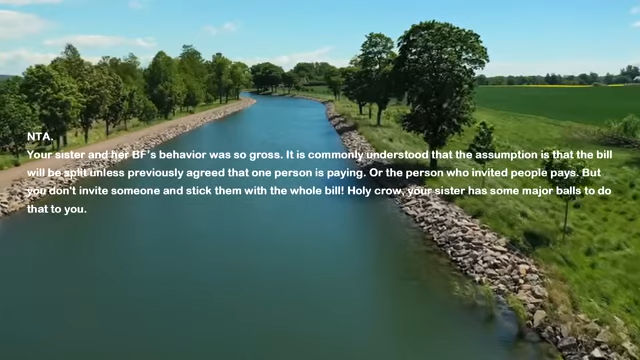 NTA.
Your sister and her BF's behavior was so gross. It is commonly understood that the assumption is that the bill
will be split unless previously agreed that one person is paying. Or the person who invited people pays. But
you don't invite someone and stick them with the whole bill! Holy crow, your sister has some major balls to do
that to you.